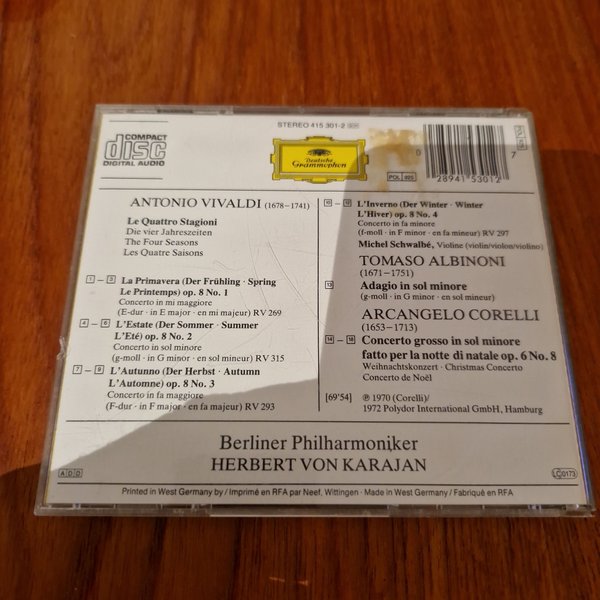 COMPACT
disc
DIGITAL AUDIO
STEREO 415 301-2
Deutsche
Grammophon
POL 025
0
28941 53012
7
ANTONIO VIVALDI (1678–1741)
Le Quattro Stagioni
Die vier Jahreszeiten
The Four Seasons
Les Quatre Saisons
1 – 3 La Primavera (Der Frühling · Spring
Le Printemps) op. 8 No. 1
Concerto in mi maggiore
(E-dur · in E major · en mi majeur) RV 269
4 – 6 L'Estate (Der Sommer · Summer
L'Eté) op. 8 No. 2
Concerto in sol minore
(g-moll · in G minor · en sol mineur) RV 315
7 – 9 L'Autunno (Der Herbst · Autumn
L'Automne) op. 8 No. 3
Concerto in fa maggiore
(F-dur · in F major · en fa majeur) RV 293
10 – 12 L'Inverno (Der Winter · Winter
L'Hiver) op. 8 No. 4
Concerto in fa minore
(f-moll · in F minor · en fa mineur) RV 297
Michel Schwalbé, Violine (violin/violon/violino)
TOMASO ALBINONI
(1671–1751)
13 Adagio in sol minore
(g-moll · in G minor · en sol mineur)
ARCANGELO CORELLI
(1653–1713)
14 – 18 Concerto grosso in sol minore
fatto per la notte di natale op. 6 No. 8
Weihnachtskonzert · Christmas Concerto
Concerto de Noël
[69'54] ℗ 1970 (Corelli)/
1972 Polydor International GmbH, Hamburg
Berliner Philharmoniker
HERBERT VON KARAJAN
ADD
LC 0173
Printed in West Germany by / Imprimé en RFA par Neef, Wittingen · Made in West Germany / Fabriqué en RFA